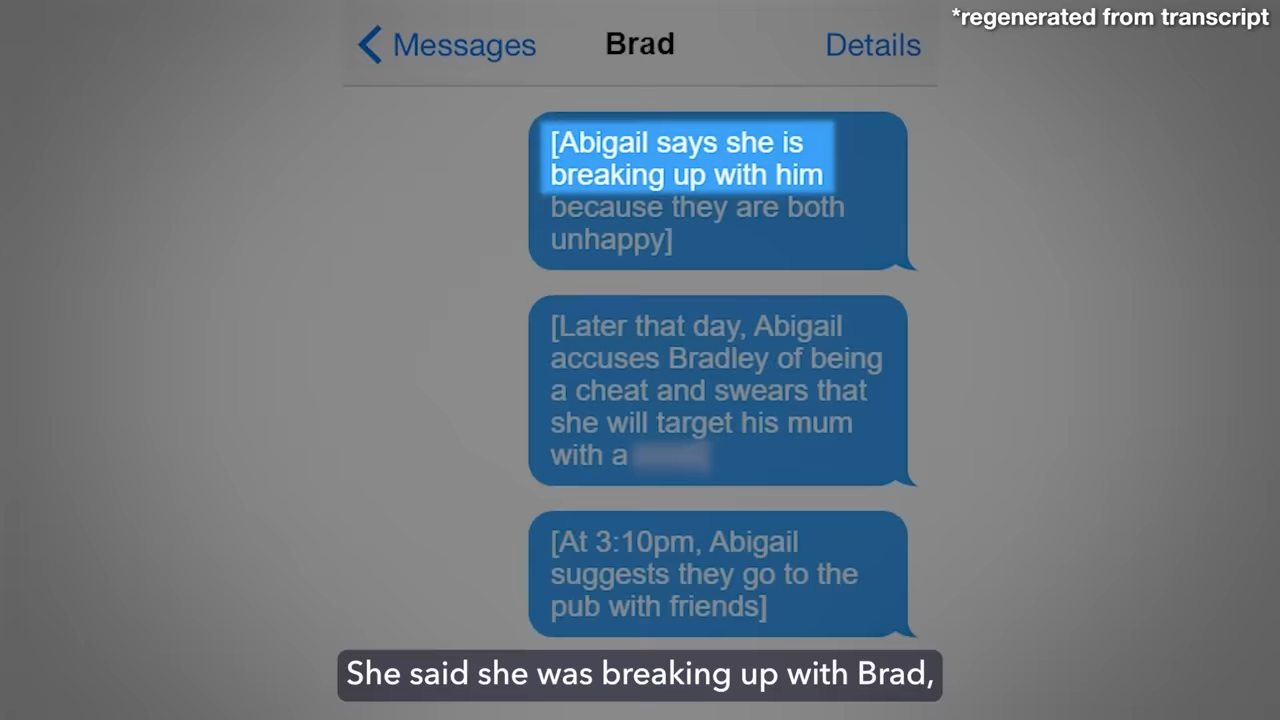 *regenerated from transcript
Messages
Brad
Details
[Abigail says she is
breaking up with him
because they are both
unhappy]
[Later that day, Abigail
accuses Bradley of being
a cheat and swears that
she will target his mum
with a
[At 3:10pm, Abigail
suggests they go to the
pub with friends]
She said she was breaking up with Brad,